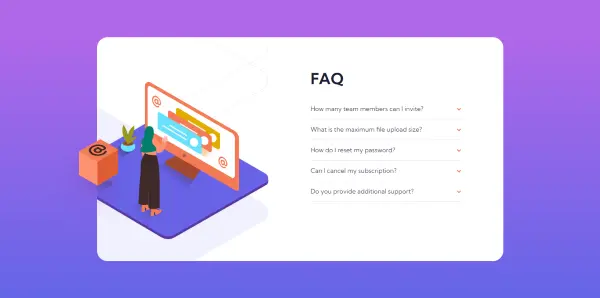 FAQ
How many team members can I invite?
What is the maximum file upload size?
How do I reset my password?
Can I cancel my subscription?
Do you provide additional support?